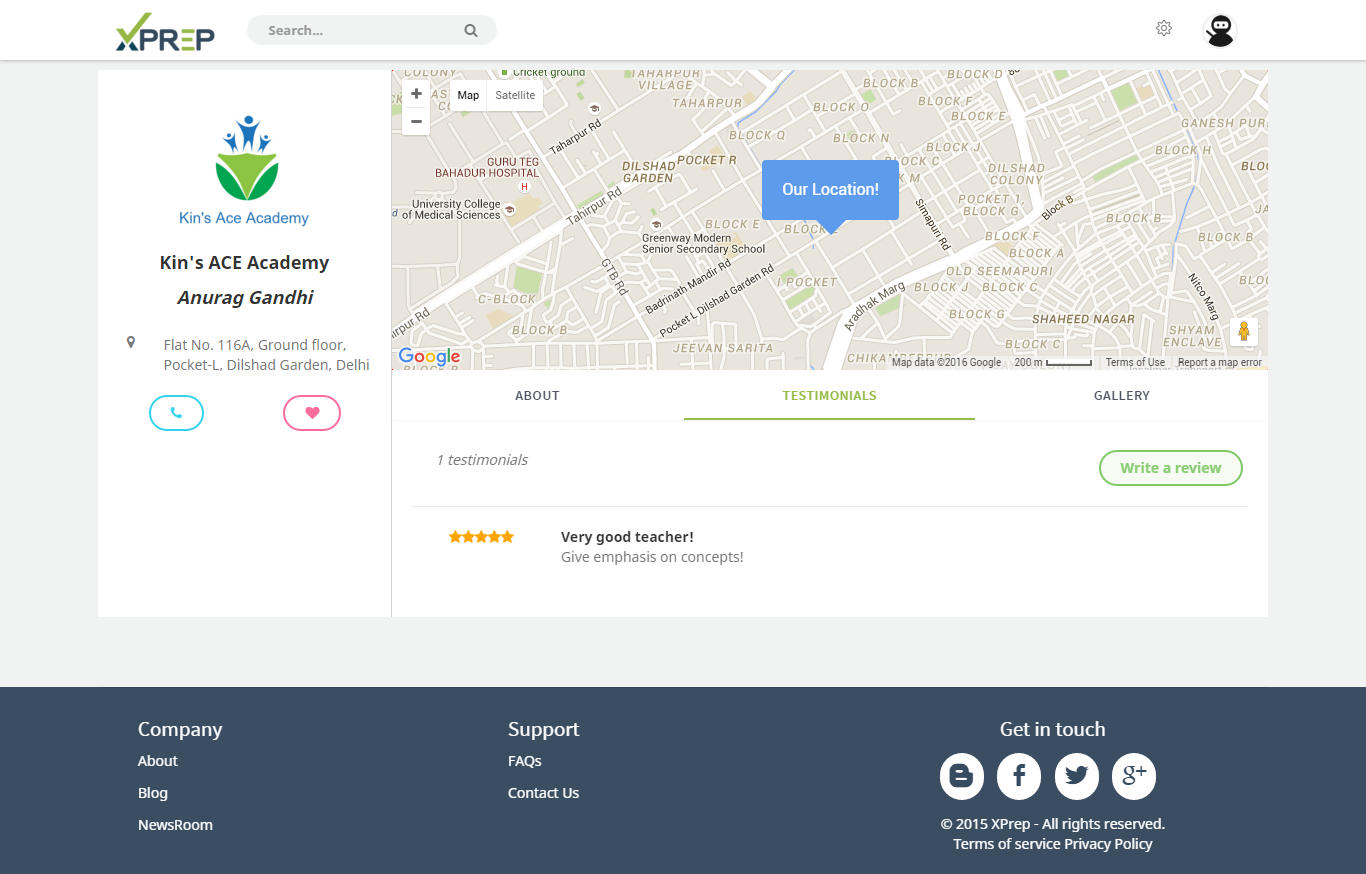 XPREP
Search...
Kin's Ace Academy
Kin's ACE Academy
Anurag Gandhi
Flat No. 116A, Ground floor,
Pocket-L, Dilshad Garden, Delhi
+
−
Map
Satellite
COLONY
Cricket ground
TAHARPUR
VILLAGE
TAHARPUR
Taharpur Rd
GURU TEG
BAHADUR HOSPITAL
H
University College
of Medical Sciences
Tahirpur Rd
DILSHAD
GARDEN
POCKET R
BLOCK Q
BLOCK O
BLOCK D
BLOCK F
BLOCK E
BLOCK N
BLOCK J
BLOCK C
BLOCK M
GANESH PUR
BLOCK H
DILSHAD
COLONY
POCKET 1,
BLOCK G
Block B
BLOCK B
BLOCK B
Our Location!
BLOCK E
Greenway Modern
Senior Secondary School
Simapuri Rd
BLOCK F
BLOCK A
OLD SEEMAPURI
BLOCK J
BLOCK C
GTB Rd
Badrinath Mandir Rd
Pocket L Dilshad Garden Rd
I POCKET
Aradhak Marg
Nitco Marg
C-BLOCK
BLOCK B
JEEVAN SARITA
SHAHEED NAGAR
SHYAM
ENCLAVE
BLOCK C
Google
Map data ©2016 Google
200 m
Terms of Use
Report a map error
ABOUT
TESTIMONIALS
GALLERY
1 testimonials
Write a review
Very good teacher!
Give emphasis on concepts!
Company
About
Blog
NewsRoom
Support
FAQs
Contact Us
Get in touch
© 2015 XPrep - All rights reserved.
Terms of service Privacy Policy